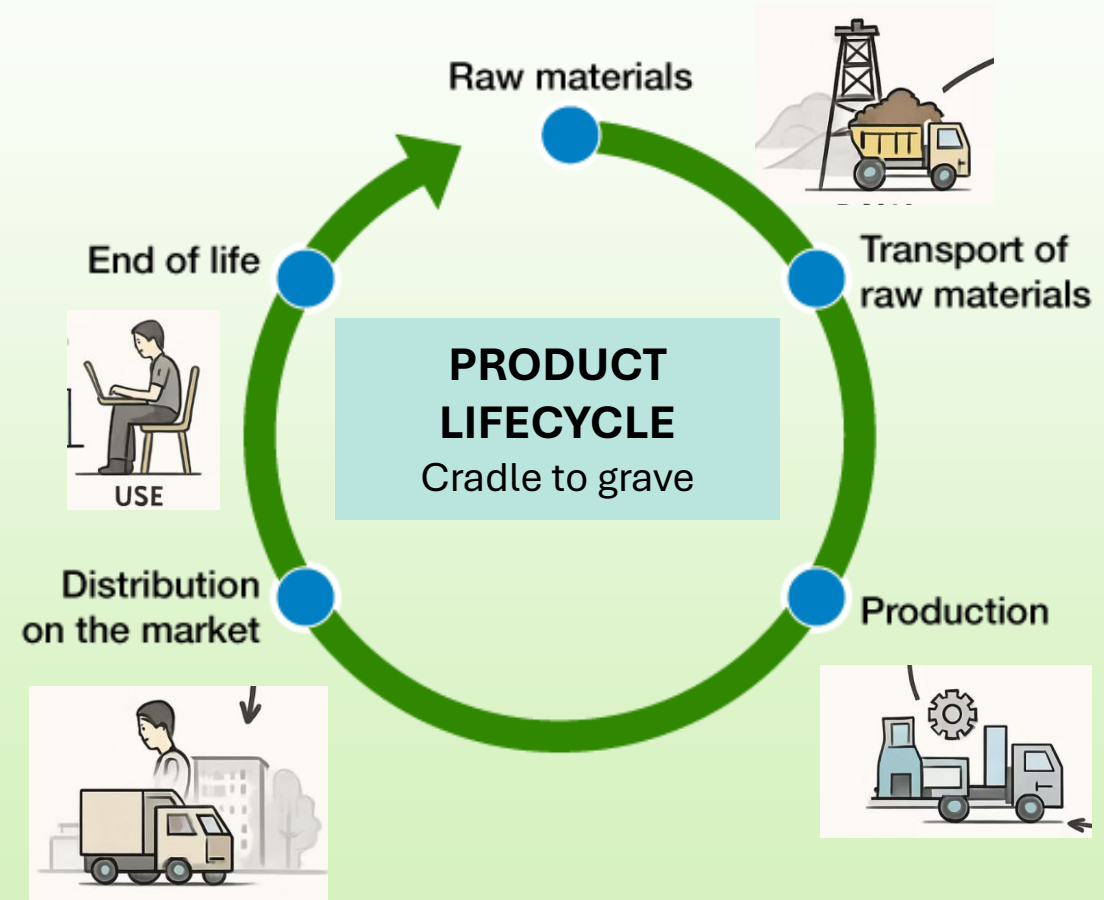 Raw materials
Transport of
raw materials
End of life
PRODUCT
LIFECYCLE
Cradle to grave
USE
Distribution
on the market
Production